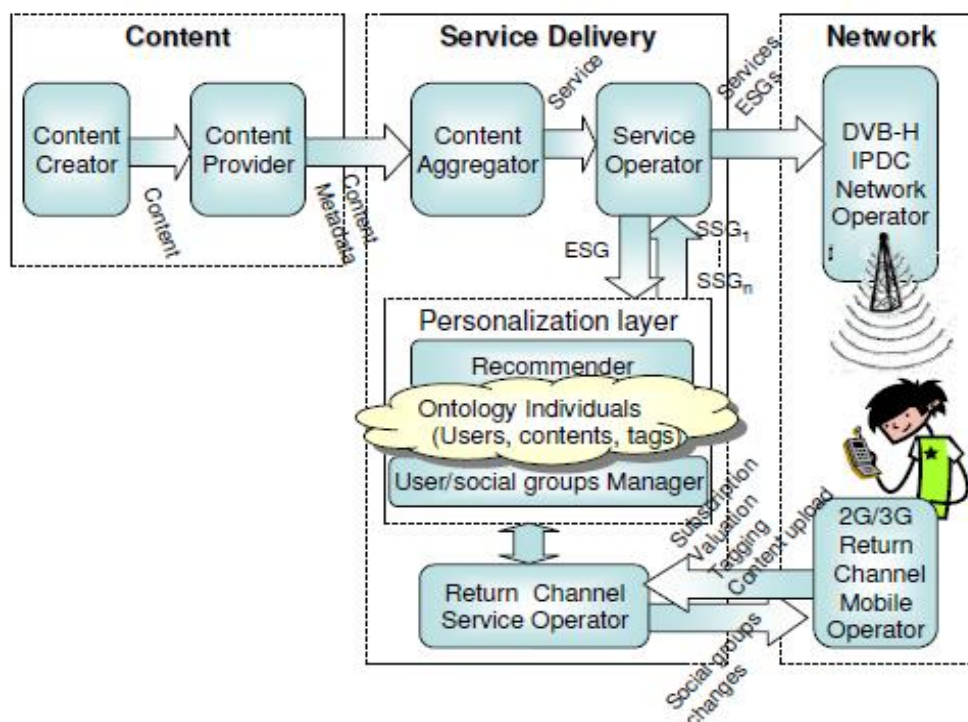 Content
Service Delivery
Network
Content
Creator
Content
Content
Provider
Content
Metadata
Content
Aggregator
Service
Service
Operator
Services
ESGs
DVB-H
IPDC
Network
Operator
ESG
SSG1
SSGn
Personalization layer
Recommender
Ontology Individuals
(Users, contents, tags)
User/social groups Manager
Subscription
Valuation
Tagging
Content upload
Return Channel
Service Operator
Social groups
changes
2G/3G
Return
Channel
Mobile
Operator